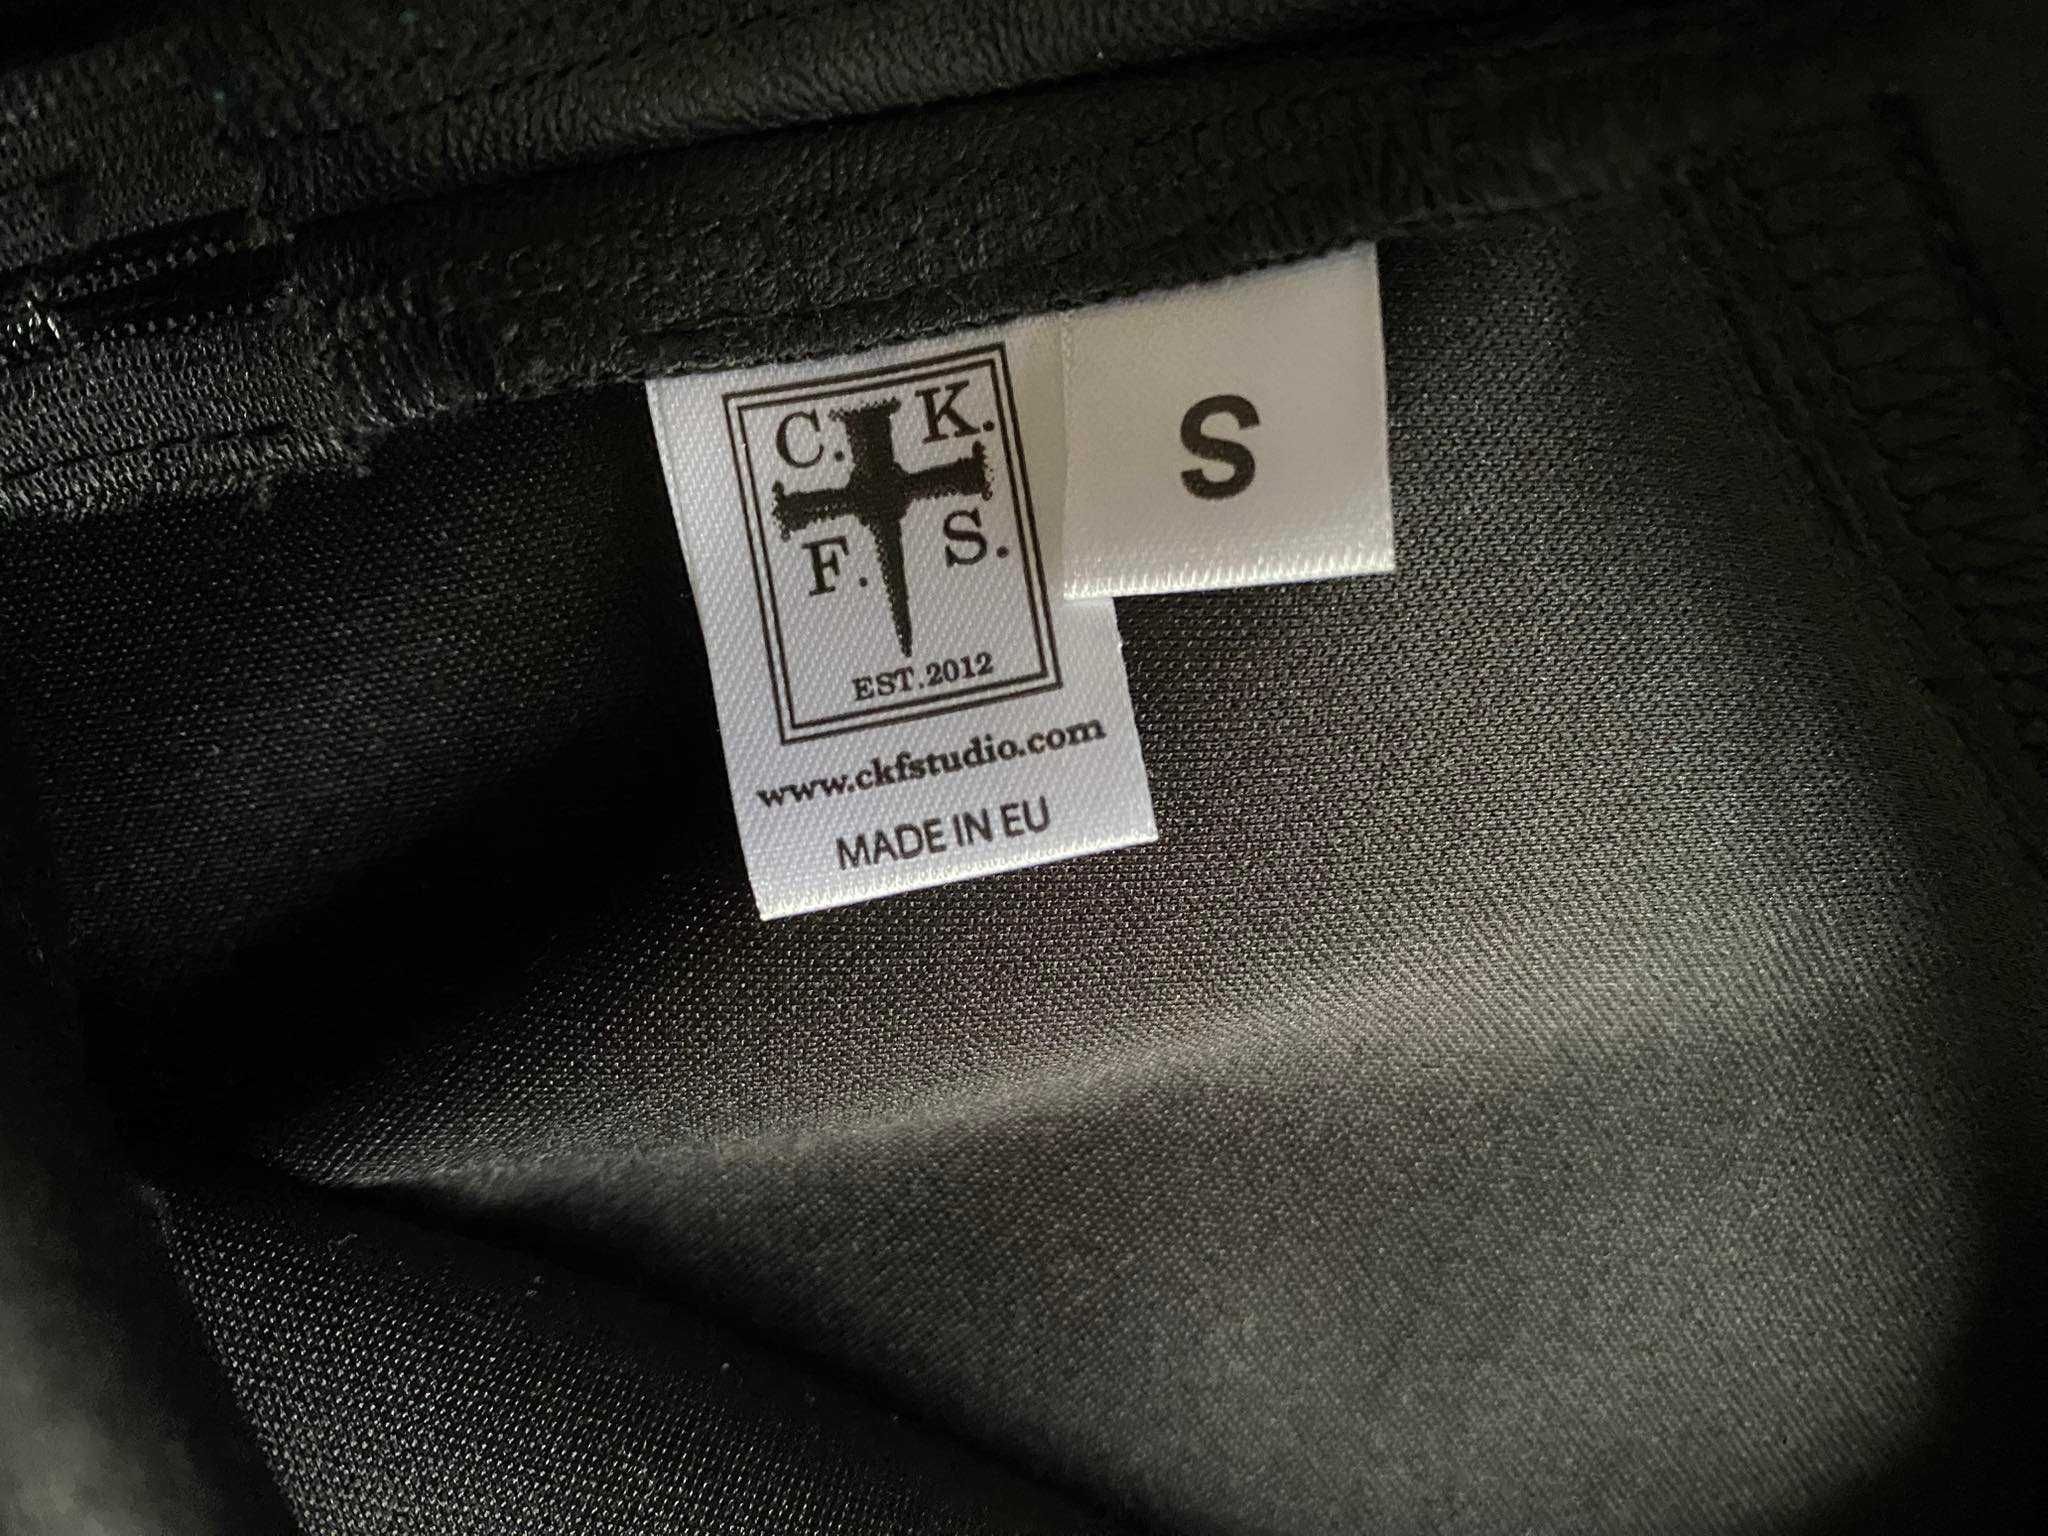 C. K.
F. S.
EST.2012
www.ckfstudio.com
MADE IN EU
S